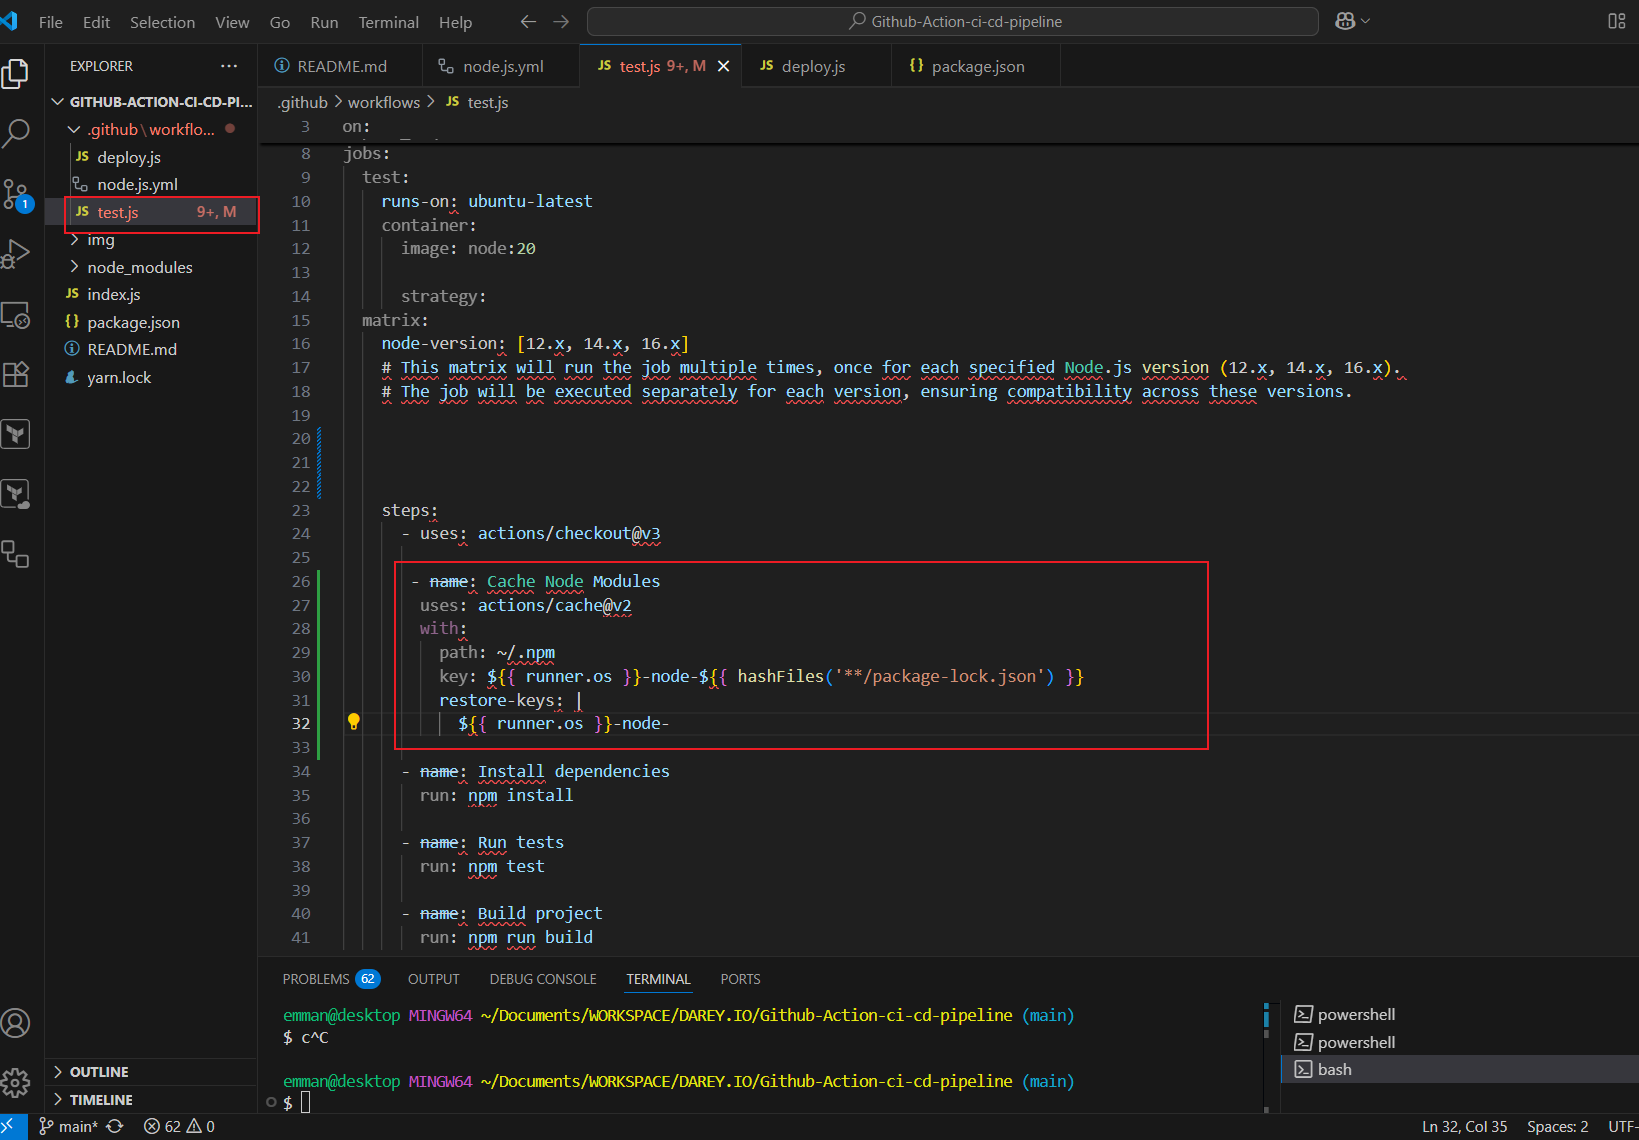 File Edit Selection View Go Run Terminal Help
Github-Action-ci-cd-pipeline
EXPLORER
GITHUB-ACTION-CI-CD-PI...
.github\workflo...
JS deploy.js
node.js.yml
JS test.js 9+, M
img
node_modules
JS index.js
{} package.json
README.md
yarn.lock
OUTLINE
TIMELINE
1
README.md
node.js.yml
JS test.js 9+, M
JS deploy.js
{} package.json
.github > workflows > JS test.js
3 on:
8 jobs:
9 test:
10 runs-on: ubuntu-latest
11 container:
12 image: node:20
13
14 strategy:
15 matrix:
16 node-version: [12.x, 14.x, 16.x]
17 # This matrix will run the job multiple times, once for each specified Node.js version (12.x, 14.x, 16.x).
18 # The job will be executed separately for each version, ensuring compatibility across these versions.
19
20
21
22
23 steps:
24 - uses: actions/checkout@v3
25
26 - name: Cache Node Modules
27 uses: actions/cache@v2
28 with:
29 path: ~/.npm
30 key: ${{ runner.os }}-node-${{ hashFiles('**/package-lock.json') }}
31 restore-keys: |
32 ${{ runner.os }}-node-
33
34 - name: Install dependencies
35 run: npm install
36
37 - name: Run tests
38 run: npm test
39
40 - name: Build project
41 run: npm run build
PROBLEMS 62 OUTPUT DEBUG CONSOLE TERMINAL PORTS
emman@desktop MINGW64 ~/Documents/WORKSPACE/DAREY.IO/Github-Action-ci-cd-pipeline (main)
$ c^C
emman@desktop MINGW64 ~/Documents/WORKSPACE/DAREY.IO/Github-Action-ci-cd-pipeline (main)
$
powershell
powershell
bash
main* 62 0
Ln 32, Col 35 Spaces: 2 UTF-